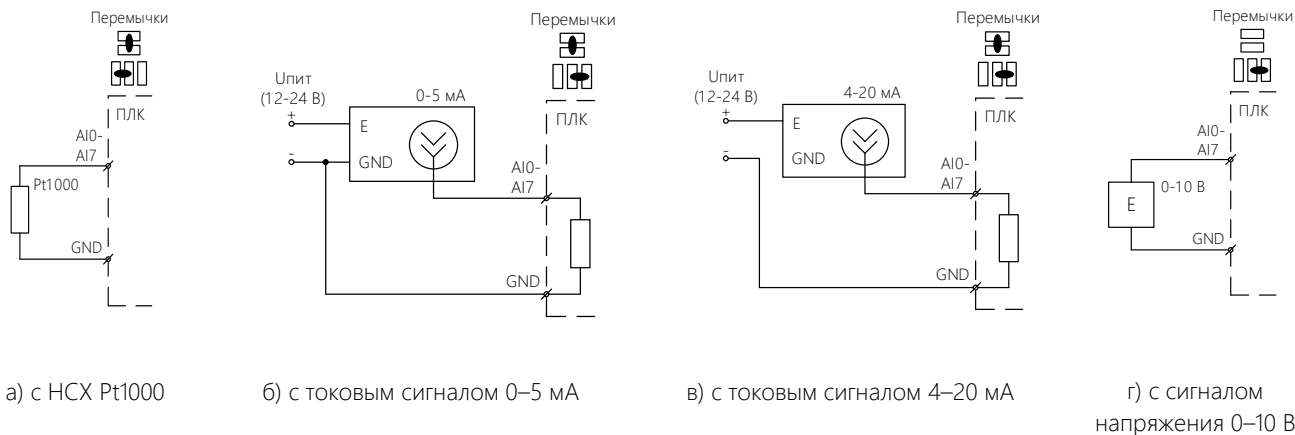 Перемычки
ПЛК
AI0-
AI7
Pt1000
GND
а) с НСХ Pt1000
Перемычки
Uпит
(12-24 В)
+
-
0-5 мА
E
GND
ПЛК
AI0-
AI7
GND
б) с токовым сигналом 0–5 мА
Перемычки
Uпит
(12-24 В)
+
-
4-20 мА
E
GND
ПЛК
AI0-
AI7
GND
в) с токовым сигналом 4–20 мА
Перемычки
ПЛК
AI0-
AI7
0-10 В
E
GND
г) с сигналом
напряжения 0–10 В